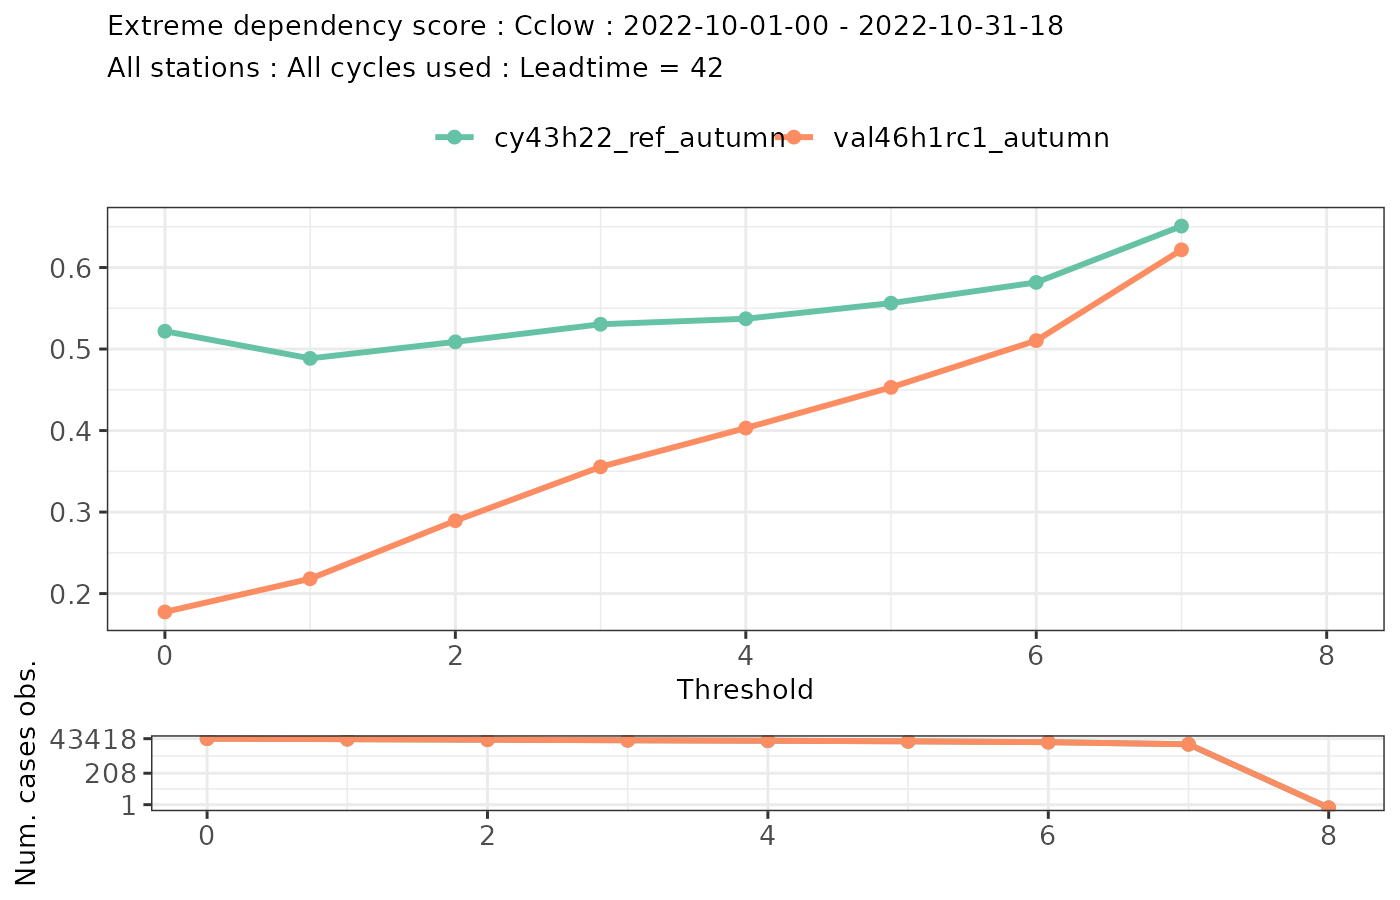 Extreme dependency score : Cclow : 2022-10-01-00 - 2022-10-31-18
All stations : All cycles used : Leadtime = 42
cy43h22_ref_autumn val46h1rc1_autumn
0.6
0.5
0.4
0.3
0.2
0 2 4 6 8
Threshold
Num. cases obs.
43418
208
1
0 2 4 6 8